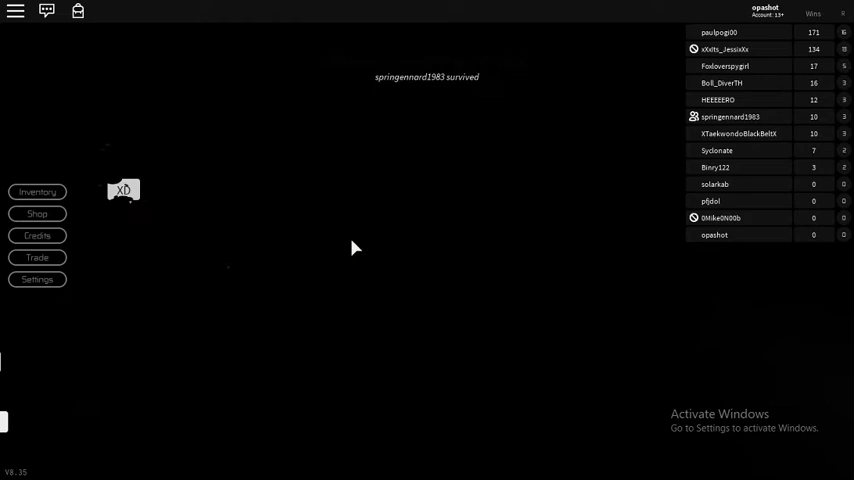 opashot
Account: 13+
Wins
paulpogi00 171 16
xXxIts_JessixXx 134 13
Foxloverspygirl 17 5
Boll_DiverTH 16 3
HEEEEERO 12 3
springennard1983 10 3
XTaekwondoBlackBeltX 10 3
Syclonate 7 2
Binry122 3 2
solarkab 0 0
pfjdol 0 0
0Mike0N00b 0 0
opashot 0 0
springennard1983 survived
XD
Inventory
Shop
Credits
Trade
Settings
Activate Windows
Go to Settings to activate Windows.
V8.35